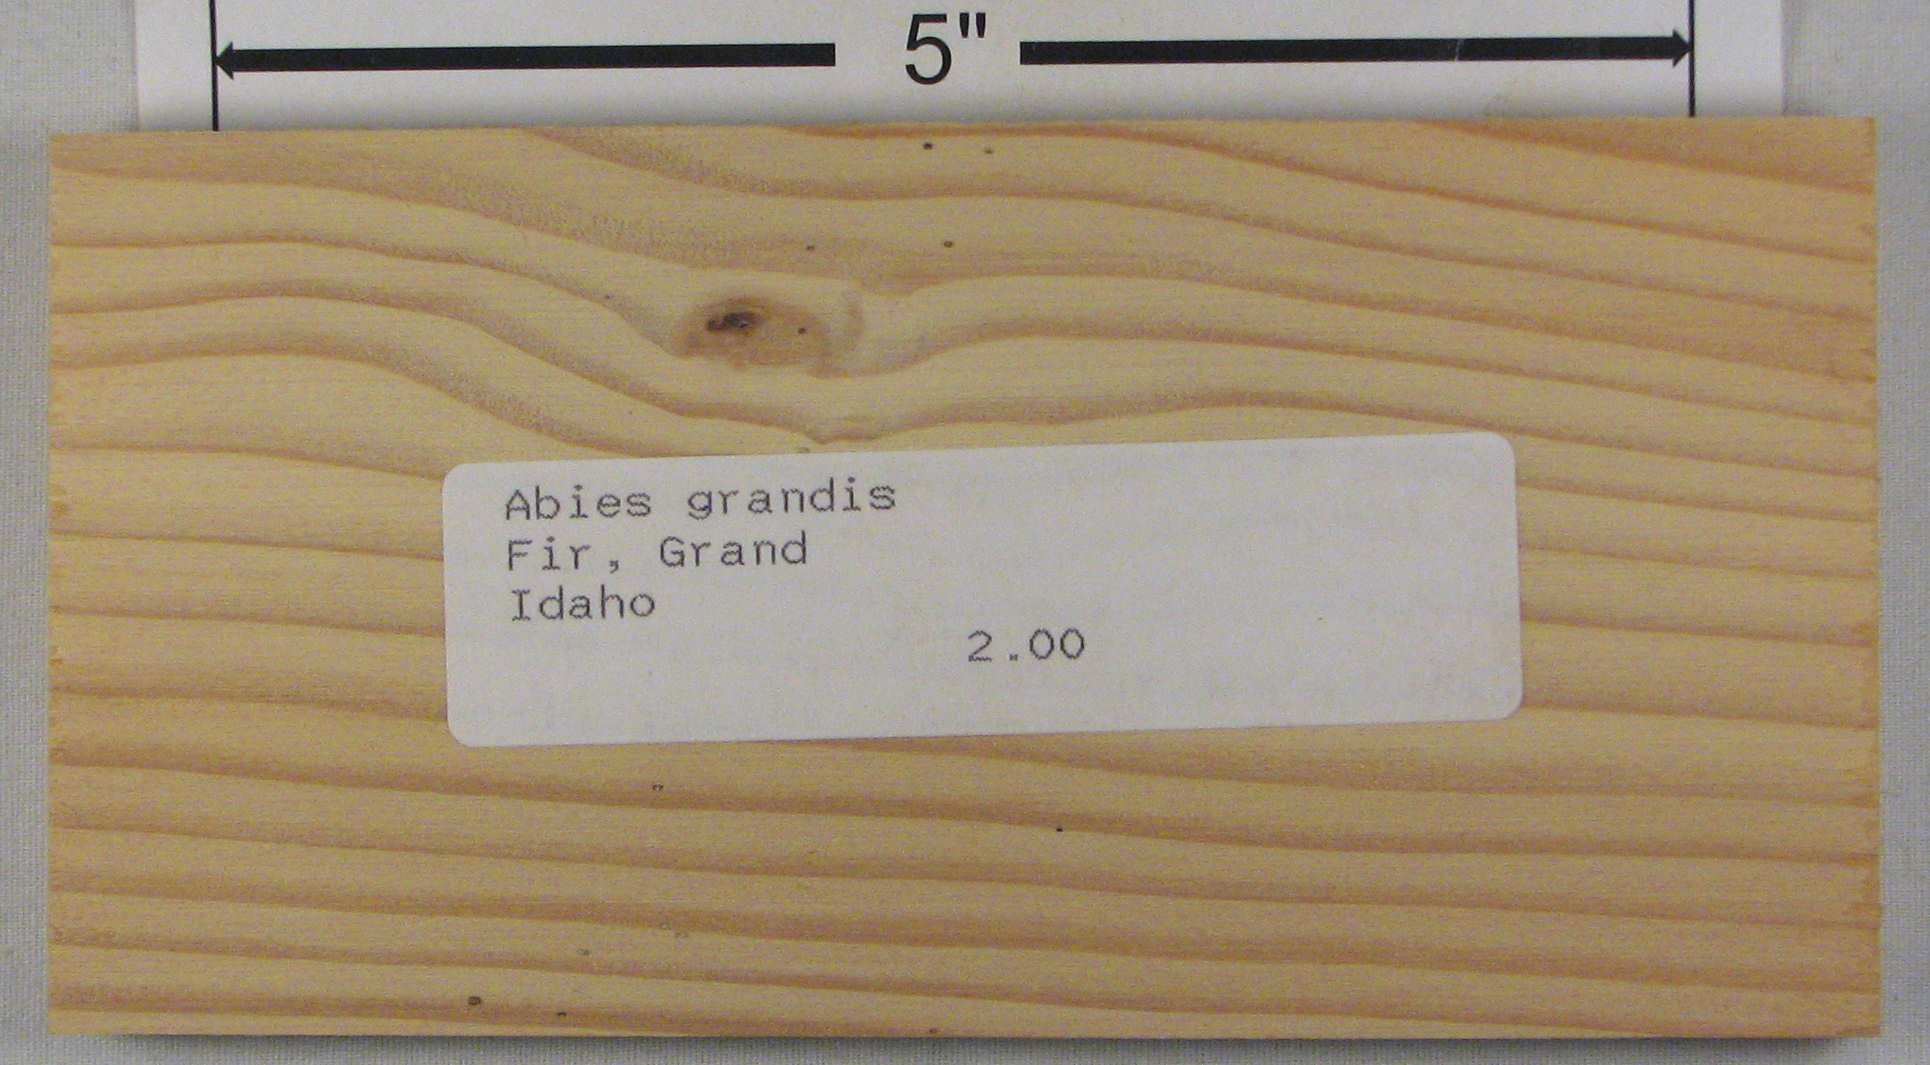 5"
Abies grandis
Fir, Grand
Idaho
2.00